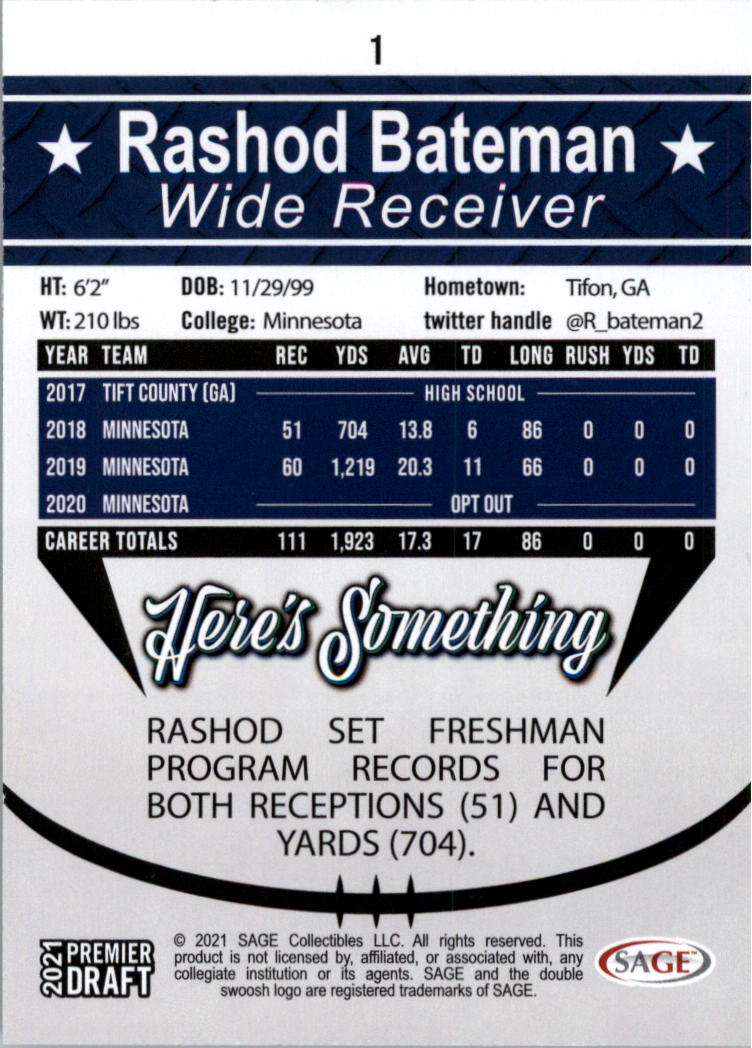 1
Rashod Bateman
Wide Receiver
HT: 6'2" DOB: 11/29/99 Hometown: Tifon, GA
WT: 210 lbs College: Minnesota twitter handle @R_bateman2
YEAR TEAM REC YDS AVG TD LONG RUSH YDS TD
2017 TIFT COUNTY (GA) HIGH SCHOOL
2018 MINNESOTA 51 704 13.8 6 86 0 0 0
2019 MINNESOTA 60 1,219 20.3 11 66 0 0 0
2020 MINNESOTA OPT OUT
CAREER TOTALS 111 1,923 17.3 17 86 0 0 0
Here's Something
RASHOD SET FRESHMAN
PROGRAM RECORDS FOR
BOTH RECEPTIONS (51) AND
YARDS (704).
2021 PREMIER
DRAFT
© 2021 SAGE Collectibles LLC. All rights reserved. This
product is not licensed by, affiliated, or associated with, any
collegiate institution or its agents. SAGE and the double
swoosh logo are registered trademarks of SAGE.
SAGE™